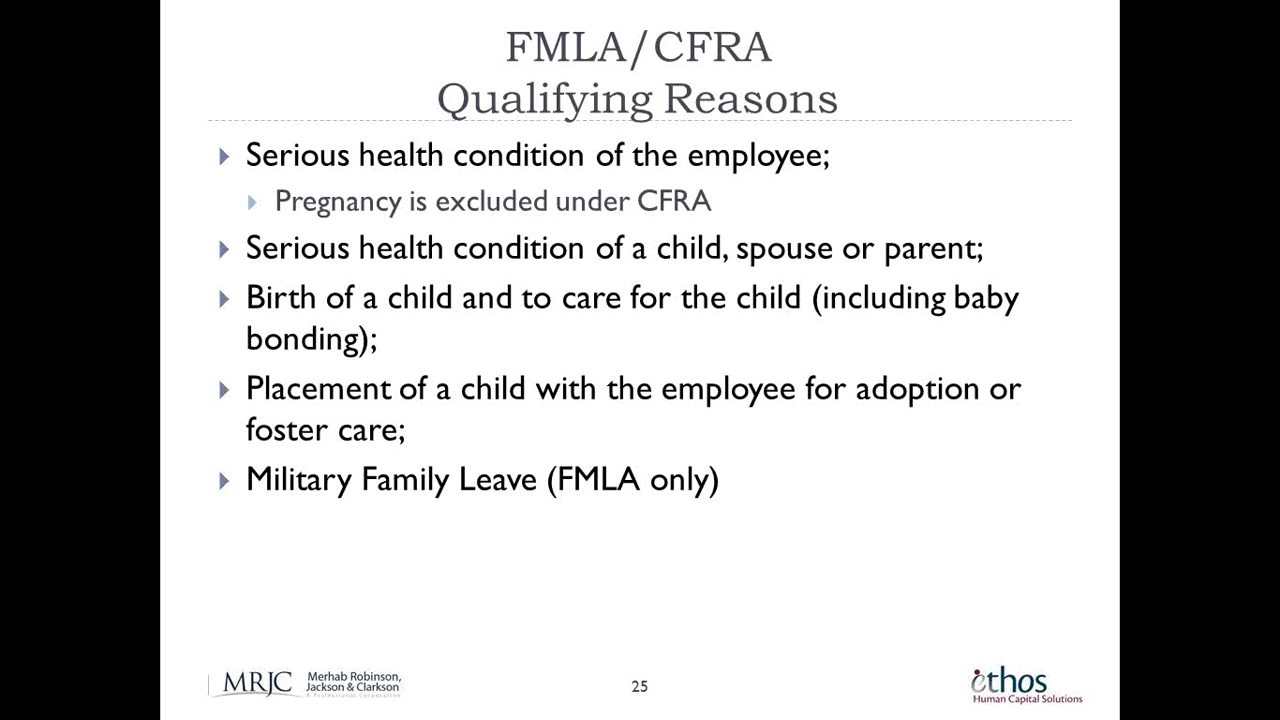 FMLA/CFRA
Qualifying Reasons
Serious health condition of the employee;
Pregnancy is excluded under CFRA
Serious health condition of a child, spouse or parent;
Birth of a child and to care for the child (including baby
bonding);
Placement of a child with the employee for adoption or
foster care;
Military Family Leave (FMLA only)
MRJC
Merhab Robinson,
Jackson & Clarkson
A Professional Corporation
25
ethos
Human Capital Solutions